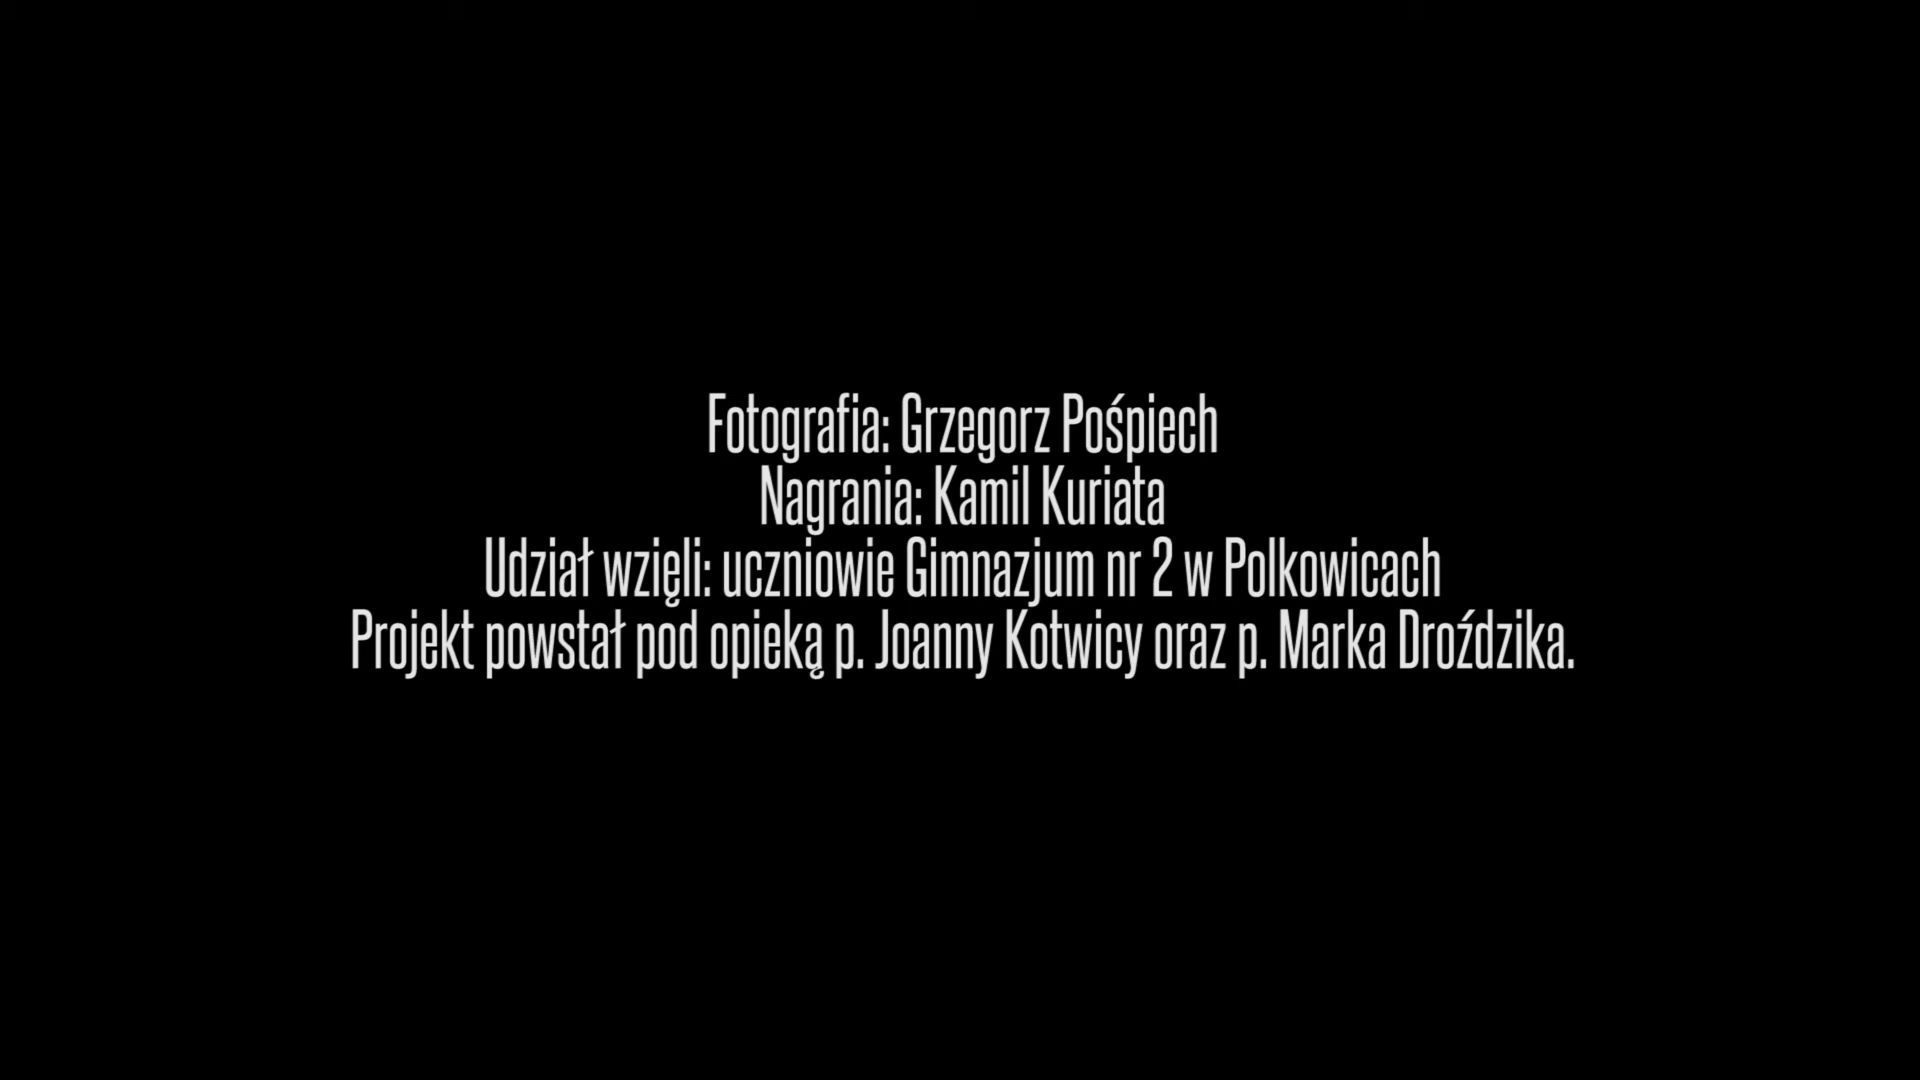 Fotografia: Grzegorz Pośpiech
Nagrania: Kamil Kuriata
Udział wzięli: uczniowie Gimnazjum nr 2 w Polkowicach
Projekt powstał pod opieką p. Joanny Kotwicy oraz p. Marka Droździka.